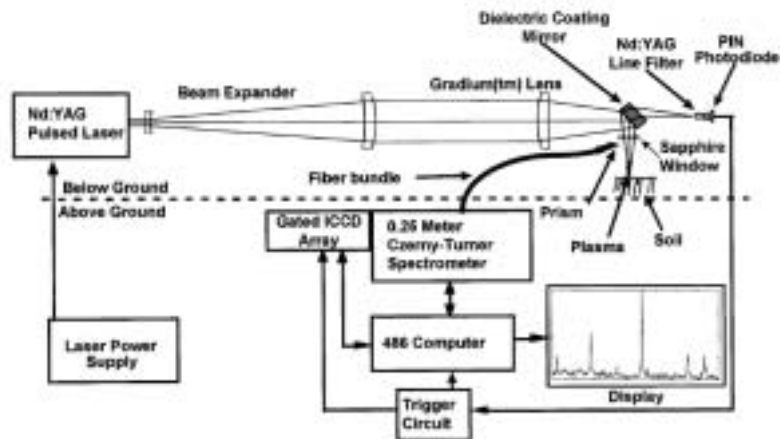 Dielectric Coating
Mirror
Nd:YAG
Line Filter
PIN
Photodiode
Beam Expander
Gradium(tm) Lens
Nd:YAG
Pulsed Laser
Sapphire
Window
Fiber bundle
Below Ground
Above Ground
Prism
Plasma
Soil
Gated ICCD
Array
0.25 Meter
Czerny-Turner
Spectrometer
Laser Power
Supply
486 Computer
Display
Trigger
Circuit